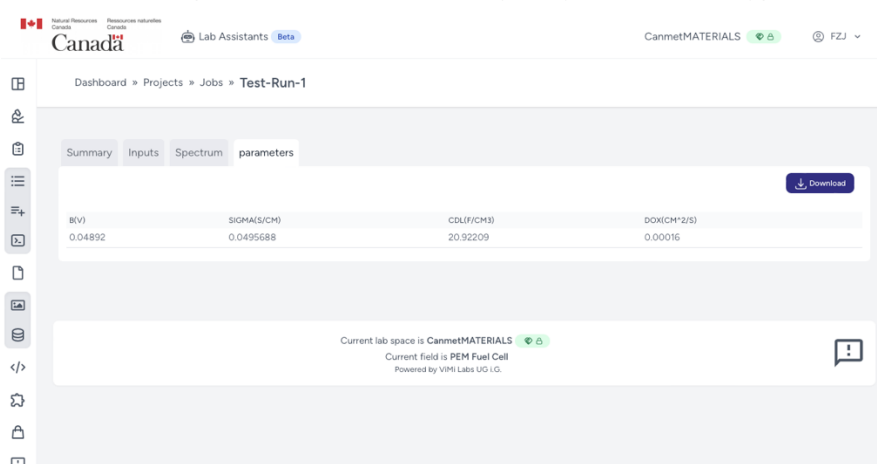 Natural Resources Canada
Ressources naturelles Canada
Canada
Lab Assistants Beta
CanmetMATERIALS
FZJ
Dashboard » Projects » Jobs » Test-Run-1
Summary Inputs Spectrum parameters
Download
B(V) SIGMA(S/CM) CDL(F/CM3) DOX(CM^2/S)
0.04892 0.0495688 20.92209 0.00016
Current lab space is CanmetMATERIALS
Current field is PEM Fuel Cell
Powered by ViMi Labs UG i.G.